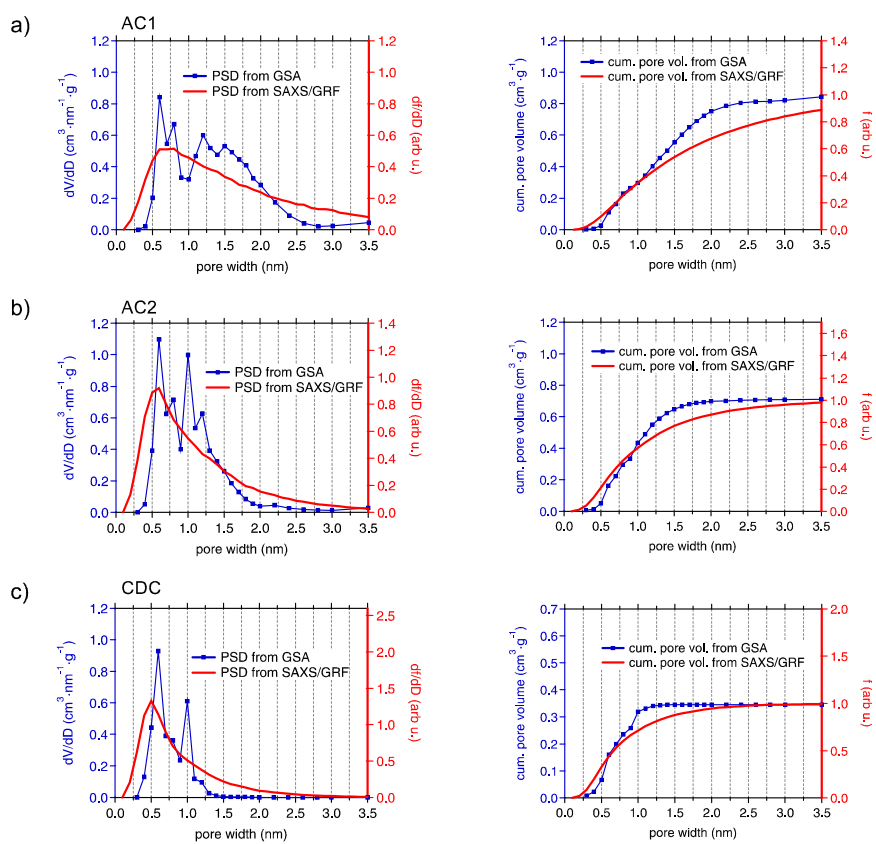 a)
AC1
1.2
1.0
0.8
0.6
0.4
0.2
0.0
dV/dD (cm³·nm⁻¹·g⁻¹)
PSD from GSA
PSD from SAXS/GRF
1.2
1.0
0.8
0.6
0.4
0.2
0.0
df/dD (arb u.)
0.0 0.5 1.0 1.5 2.0 2.5 3.0 3.5
pore width (nm)
1.2
1.0
0.8
0.6
0.4
0.2
0.0
cum. pore volume (cm³·g⁻¹)
cum. pore vol. from GSA
cum. pore vol. from SAXS/GRF
1.4
1.2
1.0
0.8
0.6
0.4
0.2
0.0
f (arb u.)
0.0 0.5 1.0 1.5 2.0 2.5 3.0 3.5
pore width (nm)
b)
AC2
1.2
1.0
0.8
0.6
0.4
0.2
0.0
dV/dD (cm³·nm⁻¹·g⁻¹)
PSD from GSA
PSD from SAXS/GRF
1.4
1.2
1.0
0.8
0.6
0.4
0.2
0.0
df/dD (arb u.)
0.0 0.5 1.0 1.5 2.0 2.5 3.0 3.5
pore width (nm)
1.2
1.0
0.8
0.6
0.4
0.2
0.0
cum. pore volume (cm³·g⁻¹)
cum. pore vol. from GSA
cum. pore vol. from SAXS/GRF
1.6
1.4
1.2
1.0
0.8
0.6
0.4
0.2
0.0
f (arb u.)
0.0 0.5 1.0 1.5 2.0 2.5 3.0 3.5
pore width (nm)
c)
CDC
1.2
1.0
0.8
0.6
0.4
0.2
0.0
dV/dD (cm³·nm⁻¹·g⁻¹)
PSD from GSA
PSD from SAXS/GRF
2.5
2.0
1.5
1.0
0.5
0.0
df/dD (arb u.)
0.0 0.5 1.0 1.5 2.0 2.5 3.0 3.5
pore width (nm)
0.7
0.6
0.5
0.4
0.3
0.2
0.1
0.0
cum. pore volume (cm³·g⁻¹)
cum. pore vol. from GSA
cum. pore vol. from SAXS/GRF
2.0
1.5
1.0
0.5
0.0
f (arb u.)
0.0 0.5 1.0 1.5 2.0 2.5 3.0 3.5
pore width (nm)